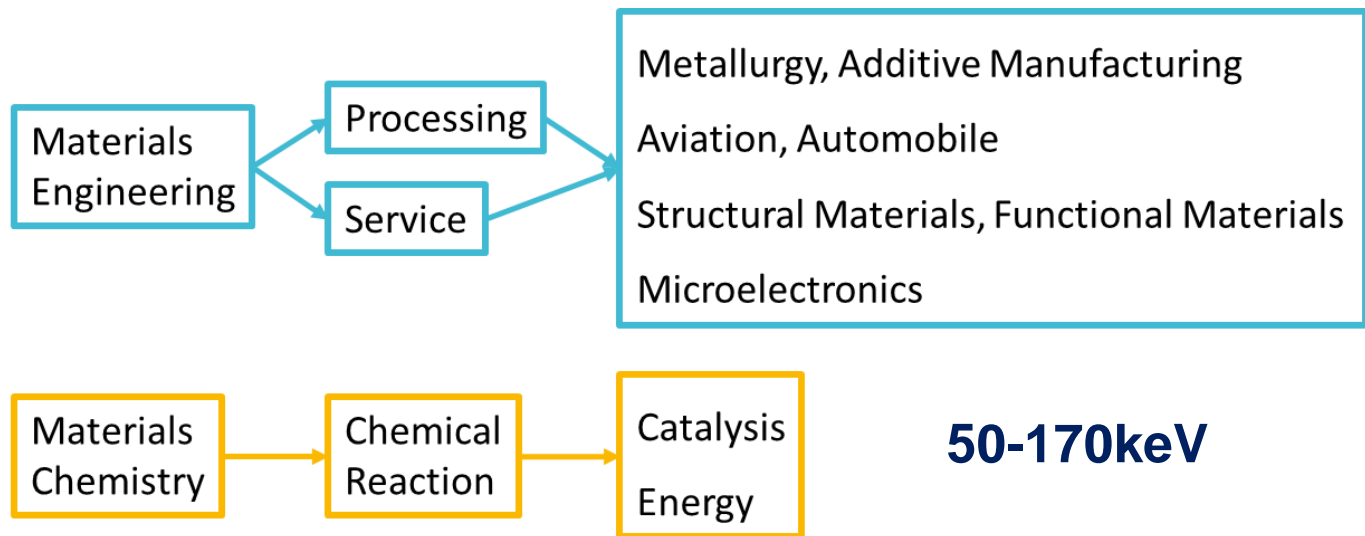 Materials
Engineering
Processing
Service
Metallurgy, Additive Manufacturing
Aviation, Automobile
Structural Materials, Functional Materials
Microelectronics
Materials
Chemistry
Chemical
Reaction
Catalysis
Energy
50-170keV